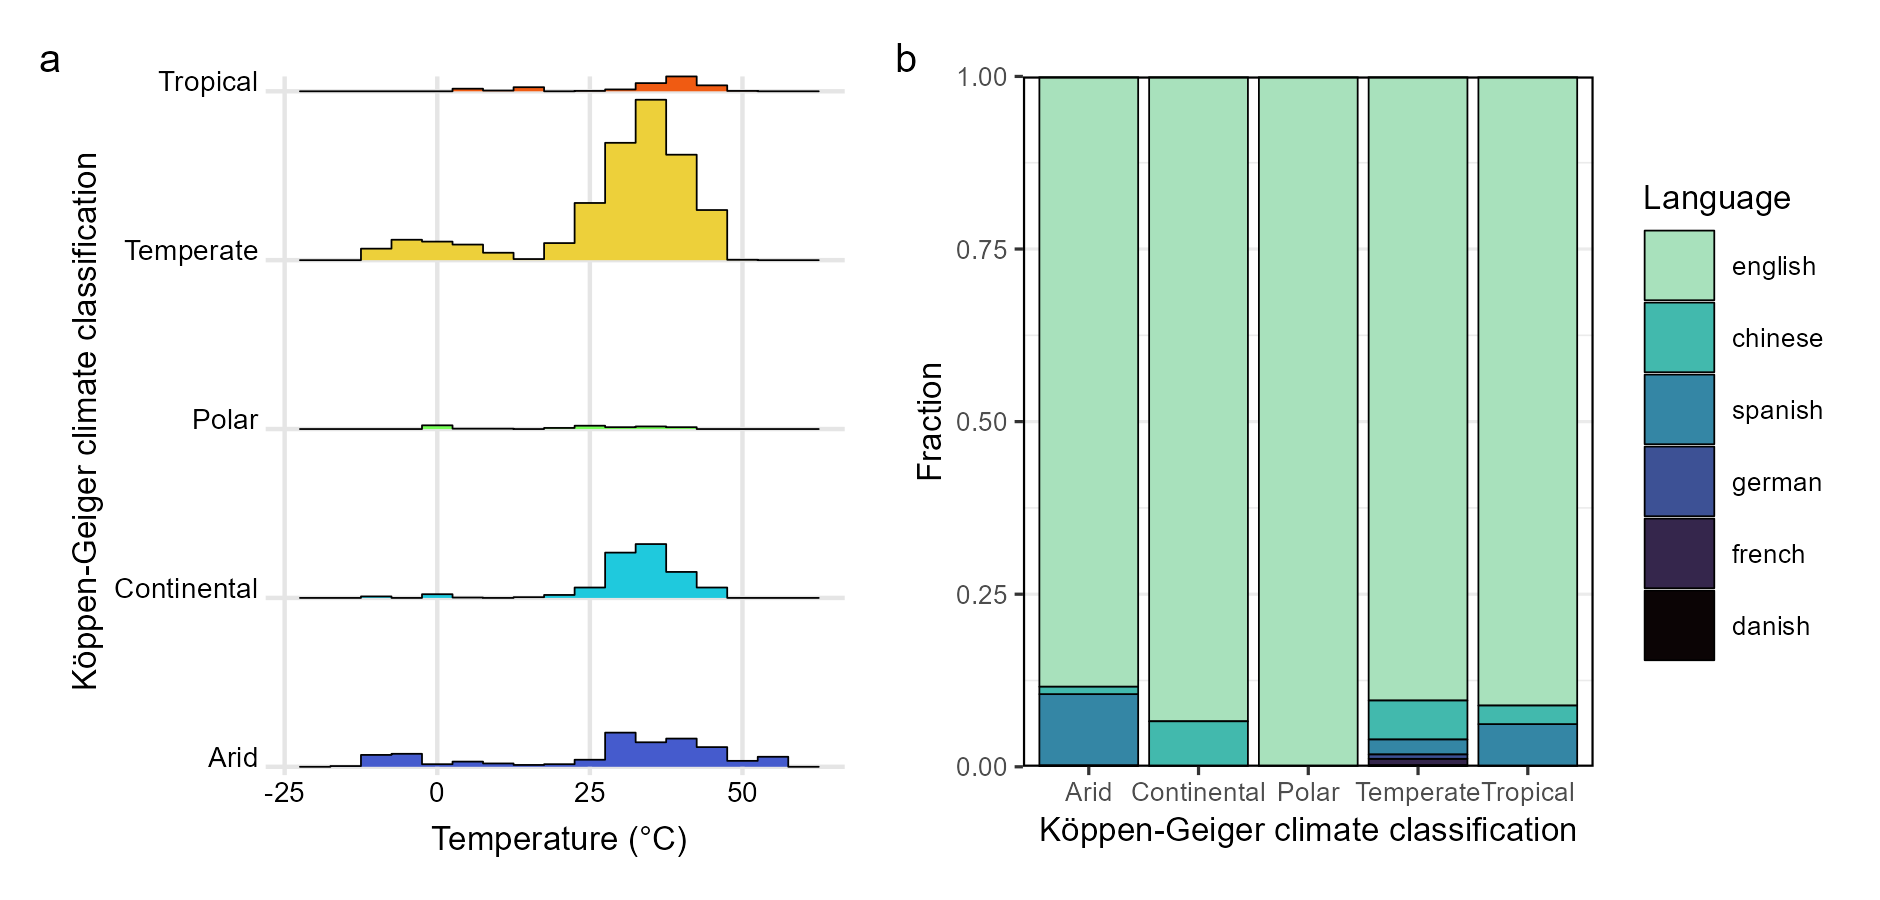 a
Köppen-Geiger climate classification
Tropical
Temperate
Polar
Continental
Arid
-25 0 25 50
Temperature (°C)
b
Fraction
1.00
0.75
0.50
0.25
0.00
Arid Continental Polar Temperate Tropical
Köppen-Geiger climate classification
Language
english
chinese
spanish
german
french
danish